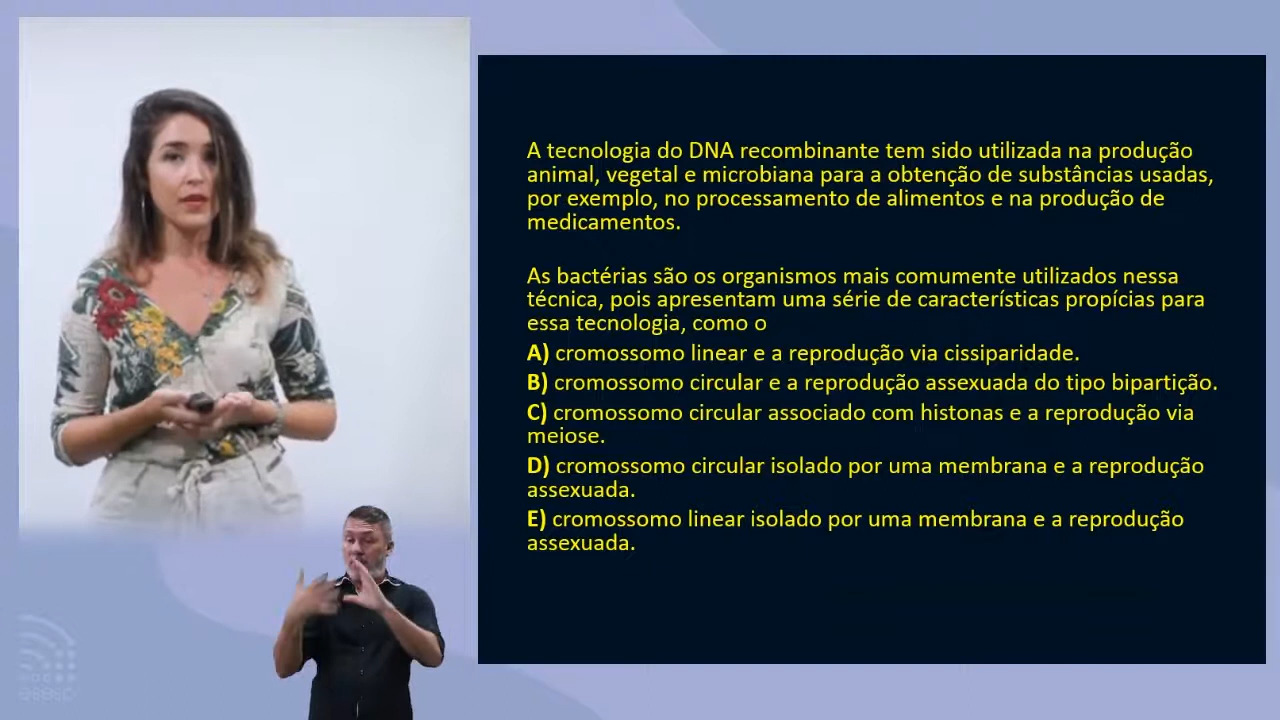 A tecnologia do DNA recombinante tem sido utilizada na produção
animal, vegetal e microbiana para a obtenção de substâncias usadas,
por exemplo, no processamento de alimentos e na produção de
medicamentos.
As bactérias são os organismos mais comumente utilizados nessa
técnica, pois apresentam uma série de características propícias para
essa tecnologia, como o
A) cromossomo linear e a reprodução via cissiparidade.
B) cromossomo circular e a reprodução assexuada do tipo bipartição.
C) cromossomo circular associado com histonas e a reprodução via
meiose.
D) cromossomo circular isolado por uma membrana e a reprodução
assexuada.
E) cromossomo linear isolado por uma membrana e a reprodução
assexuada.